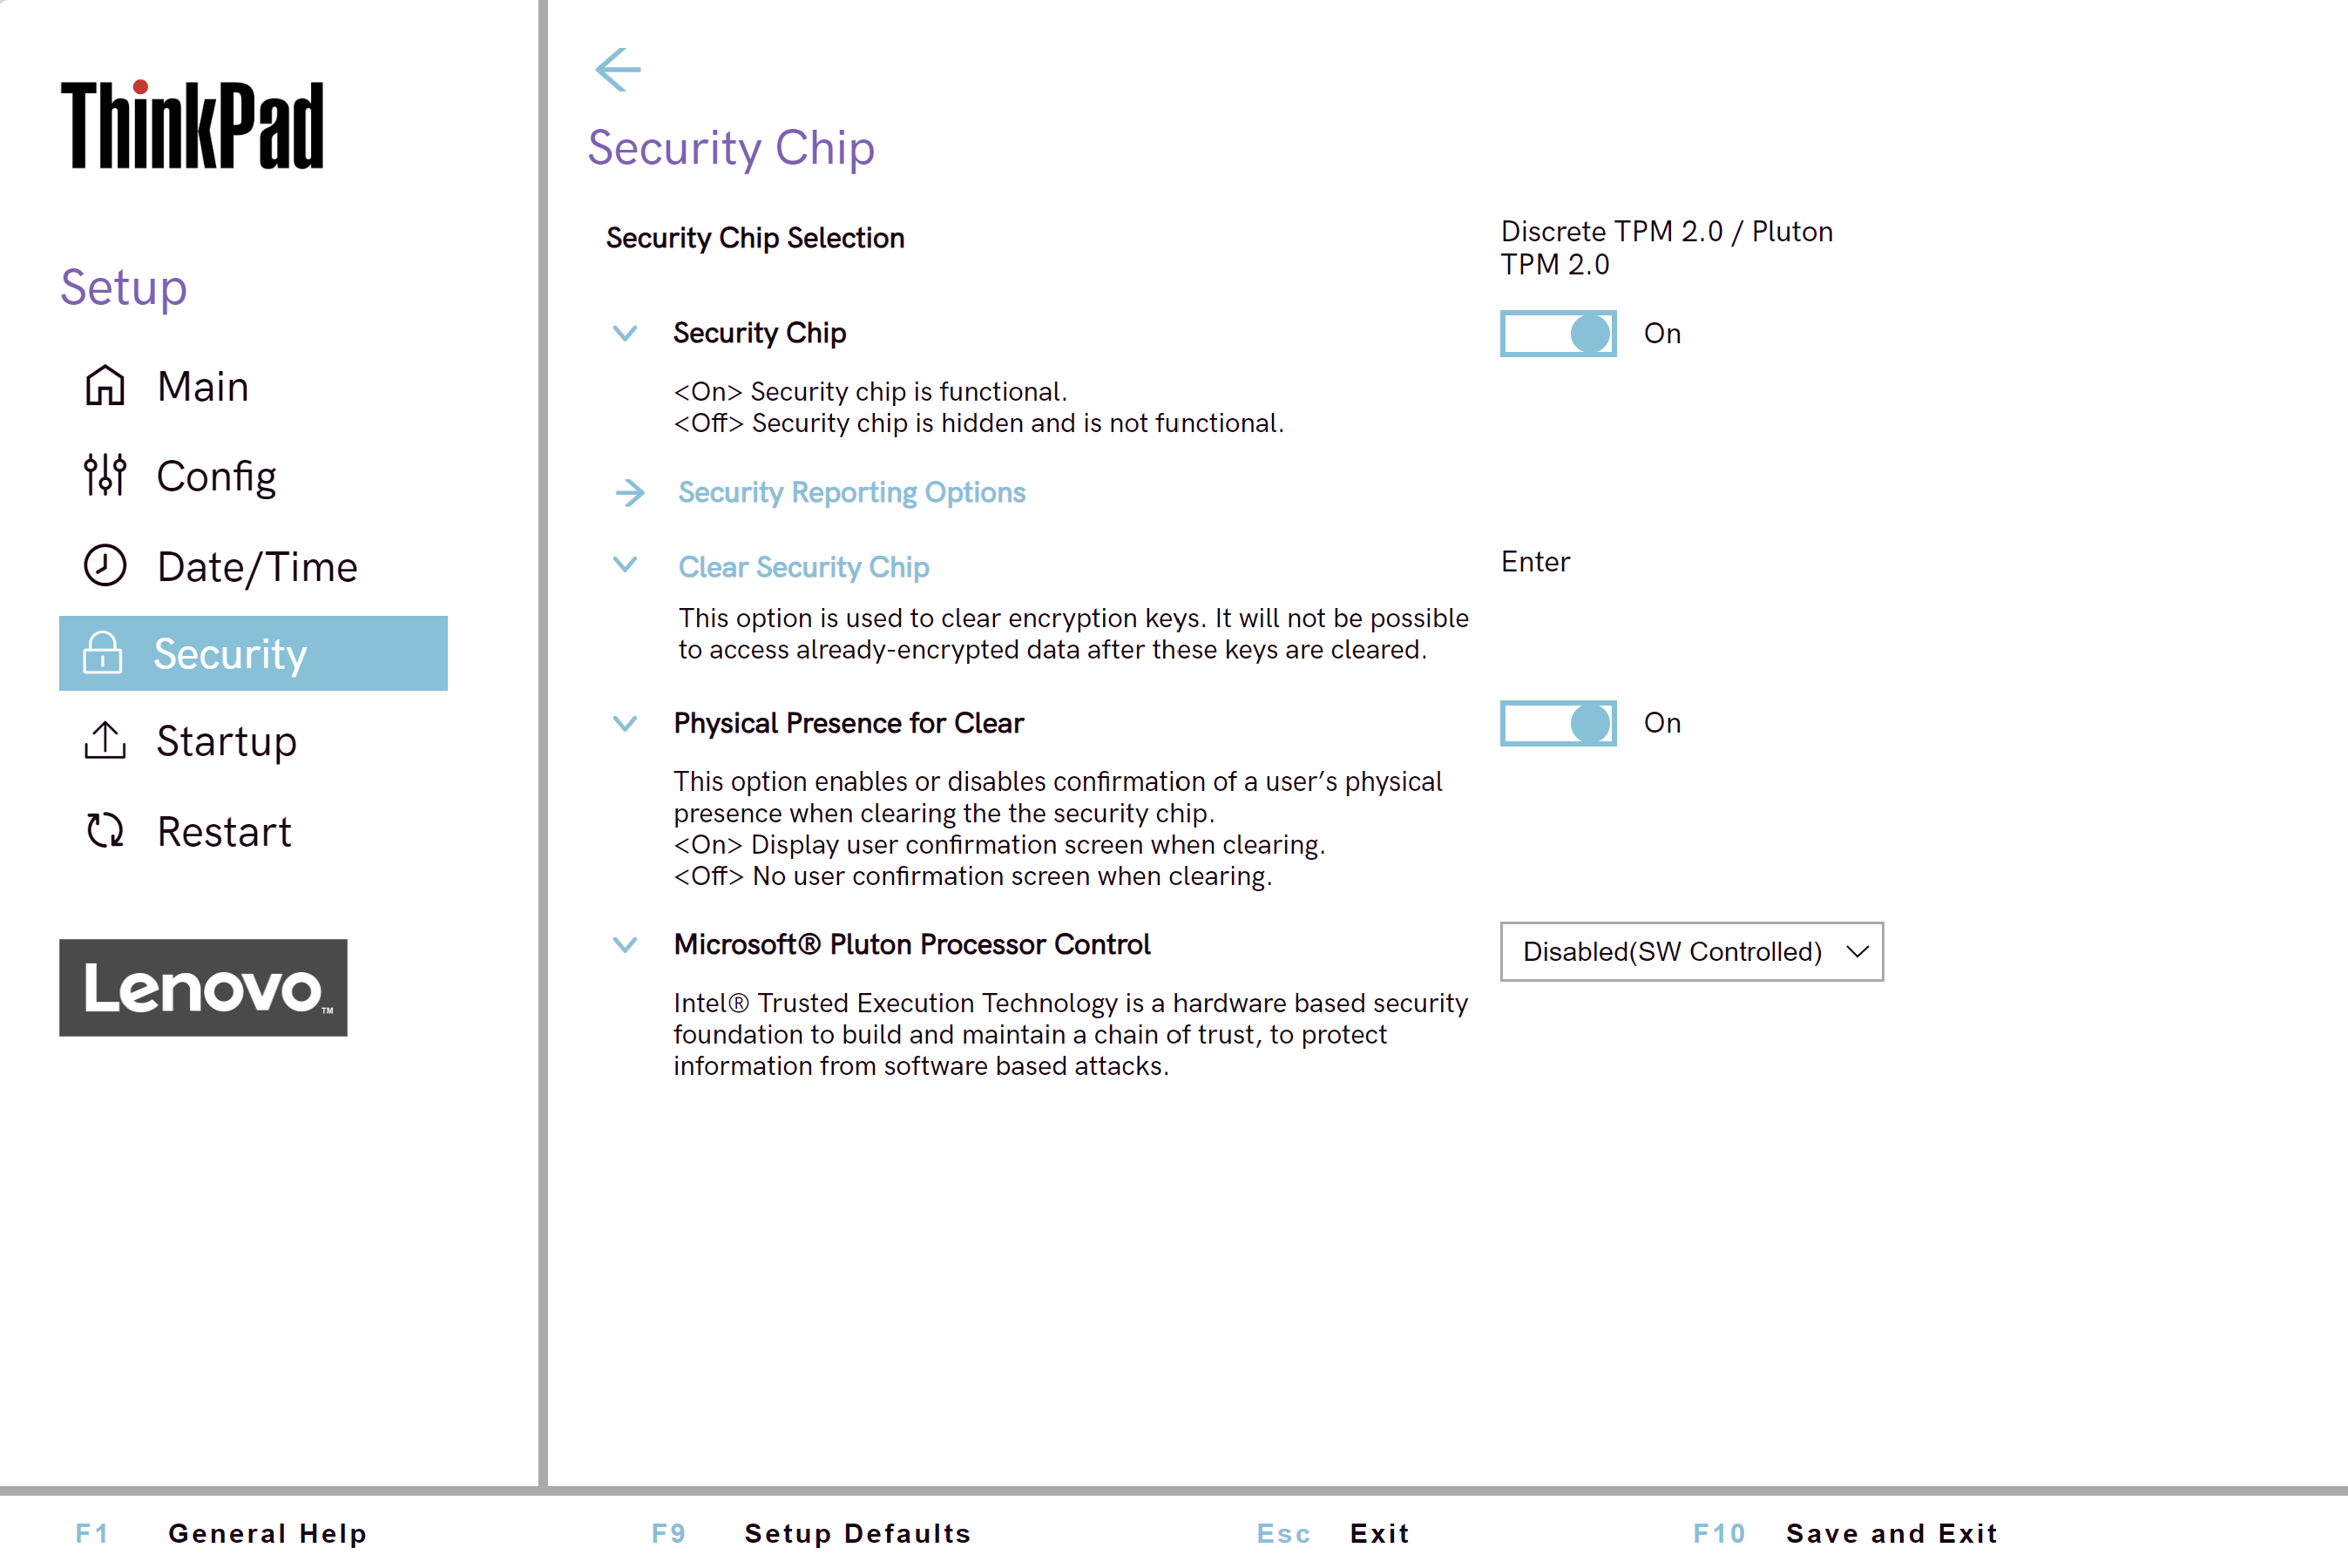 ThinkPad
Setup
Main
Config
Date/Time
Security
Startup
Restart
Lenovo™
Security Chip
Security Chip Selection
Discrete TPM 2.0 / Pluton
TPM 2.0
Security Chip
On
<On> Security chip is functional.
<Off> Security chip is hidden and is not functional.
Security Reporting Options
Clear Security Chip
Enter
This option is used to clear encryption keys. It will not be possible
to access already-encrypted data after these keys are cleared.
Physical Presence for Clear
On
This option enables or disables confirmation of a user’s physical
presence when clearing the the security chip.
<On> Display user confirmation screen when clearing.
<Off> No user confirmation screen when clearing.
Microsoft® Pluton Processor Control
Disabled(SW Controlled)
Intel® Trusted Execution Technology is a hardware based security
foundation to build and maintain a chain of trust, to protect
information from software based attacks.
F1 General Help F9 Setup Defaults Esc Exit F10 Save and Exit